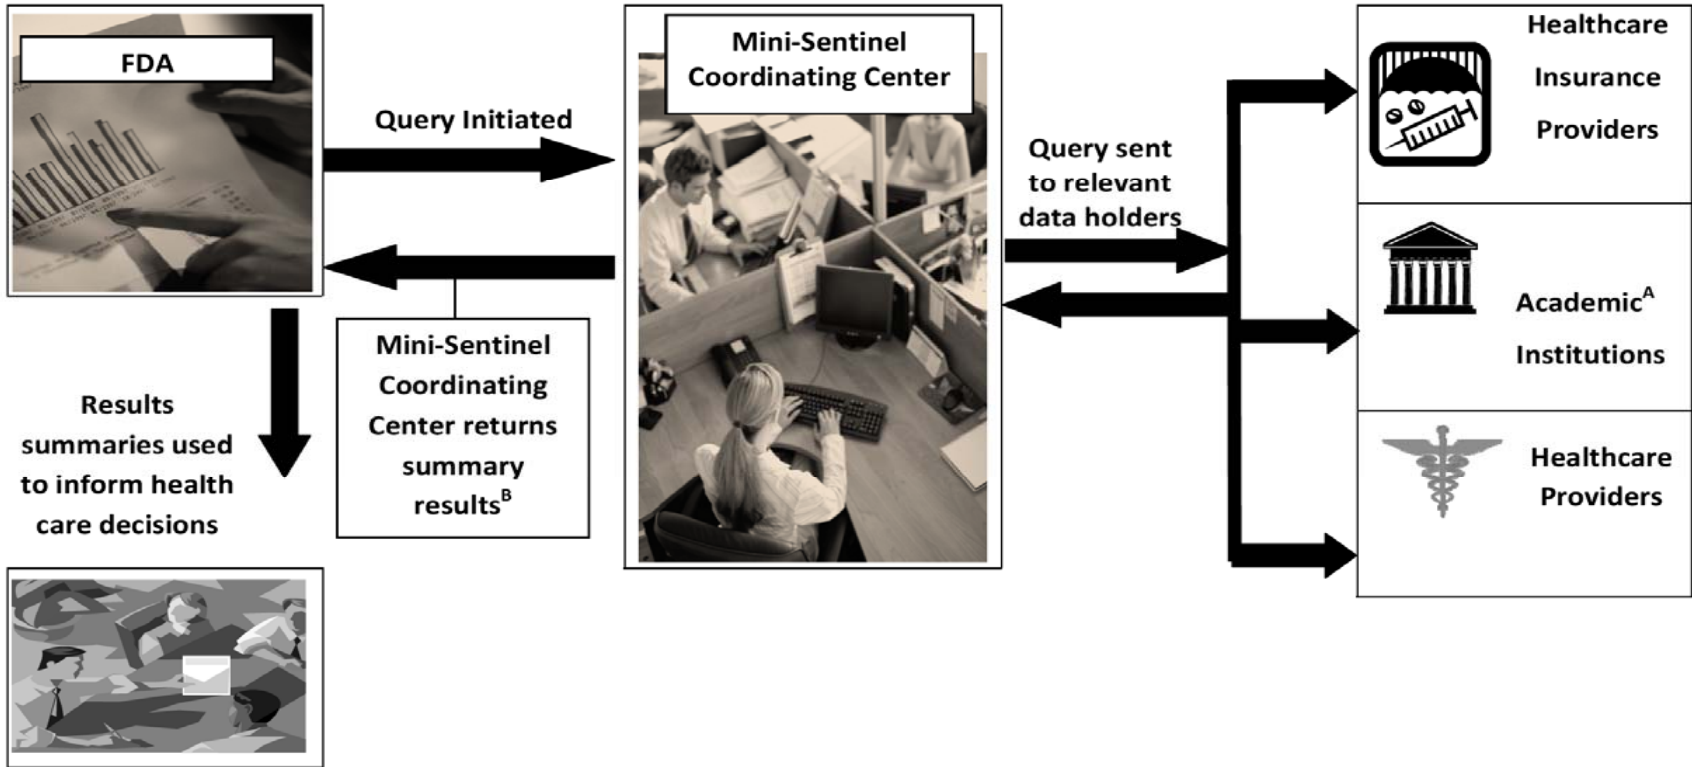 FDA
Query Initiated
Mini-Sentinel
Coordinating Center
Query sent
to relevant
data holders
Healthcare
Insurance
Providers
Academic^A
Institutions
Healthcare
Providers
Mini-Sentinel
Coordinating
Center returns
summary
results^B
Results
summaries used
to inform health
care decisions